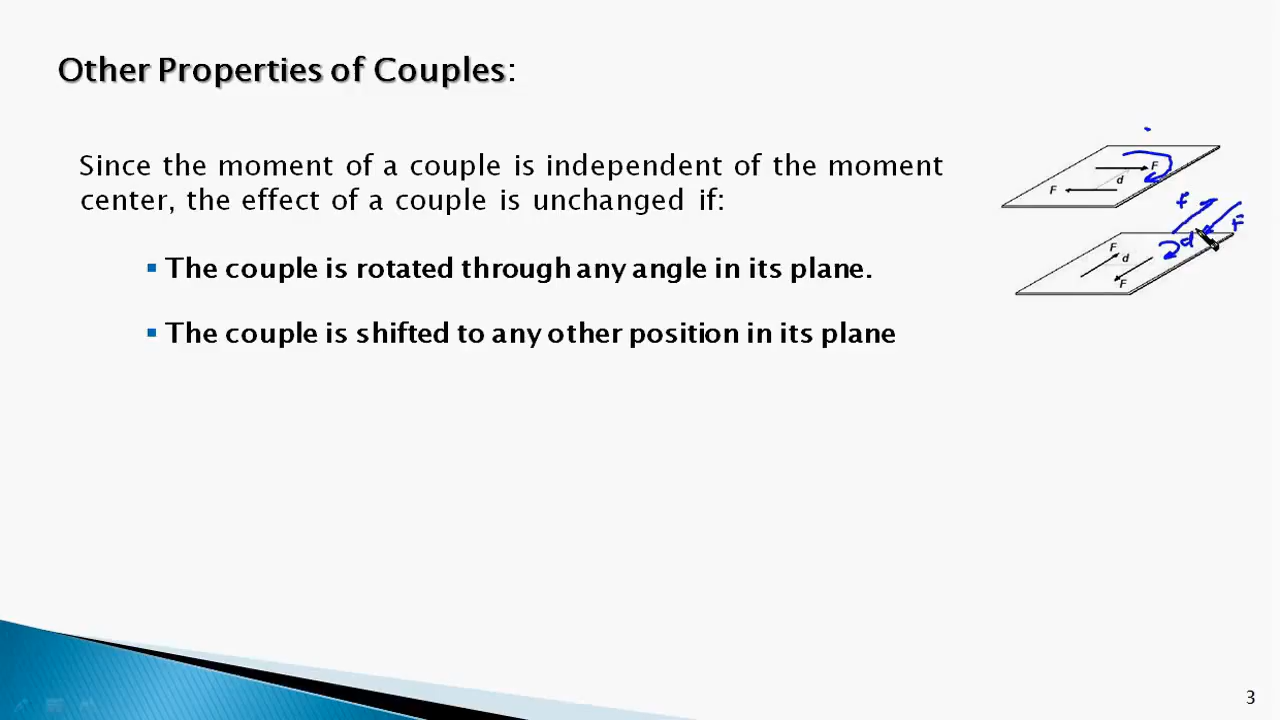 Other Properties of Couples:
Since the moment of a couple is independent of the moment
center, the effect of a couple is unchanged if:
▪ The couple is rotated through any angle in its plane.
▪ The couple is shifted to any other position in its plane
F
d
F
F
d
F
F
d
F
3